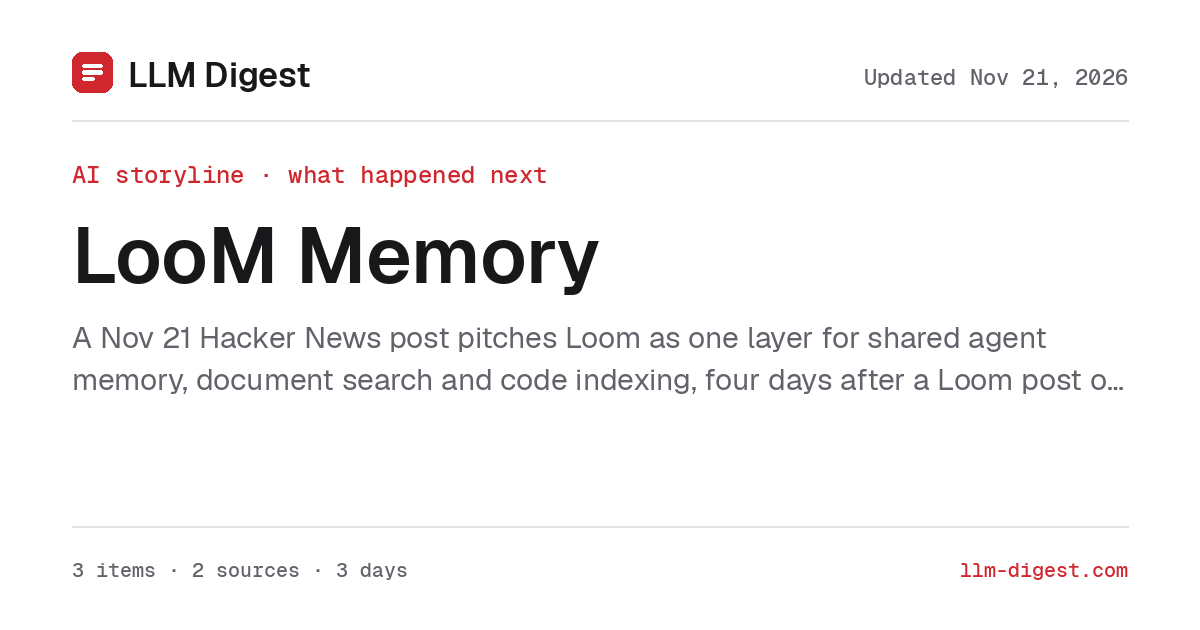 LLM Digest
Updated Nov 21, 2026
AI storyline · what happened next
LooM Memory
A Nov 21 Hacker News post pitches Loom as one layer for shared agent
memory, document search and code indexing, four days after a Loom post o…
3 items · 2 sources · 3 days
llm-digest.com